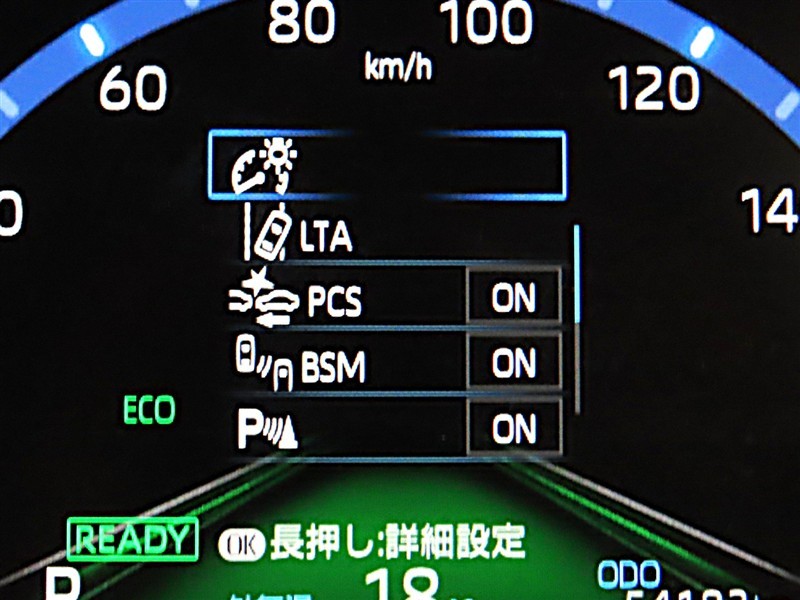 80 100
km/h
60 120
LTA
PCS ON
BSM ON
ECO
P ON
READY OK 長押し:詳細設定
P 18 ODO